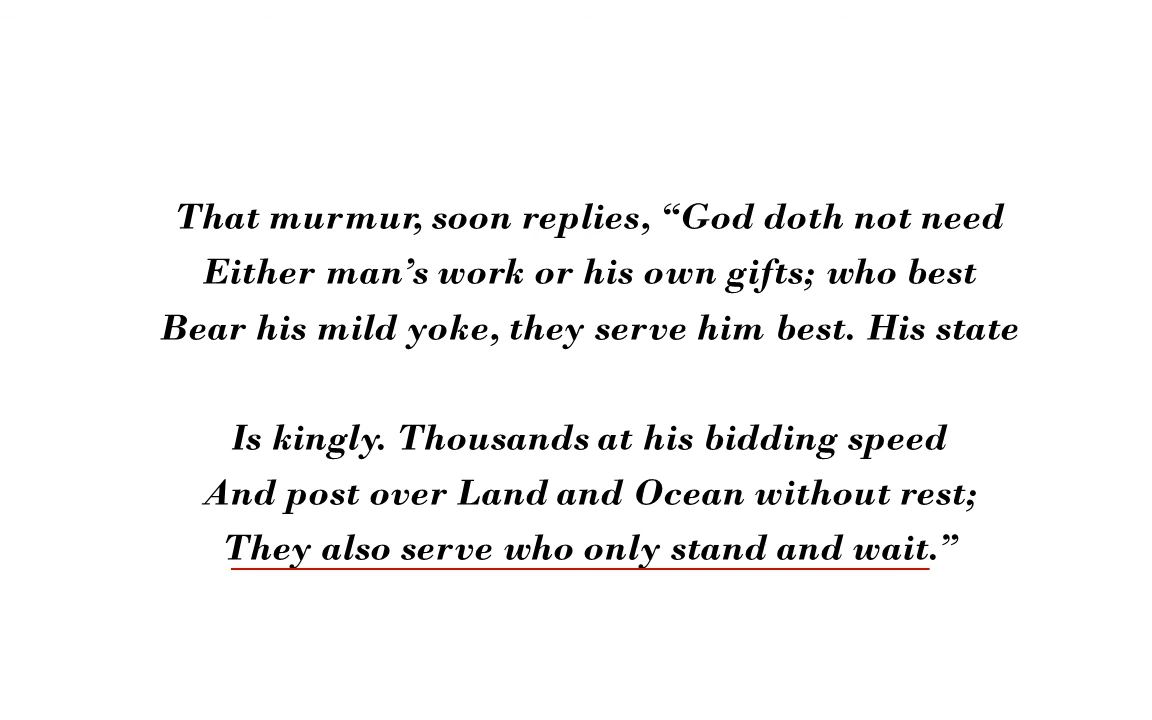 That murmur, soon replies, “God doth not need
Either man’s work or his own gifts; who best
Bear his mild yoke, they serve him best. His state
Is kingly. Thousands at his bidding speed
And post over Land and Ocean without rest;
They also serve who only stand and wait.”